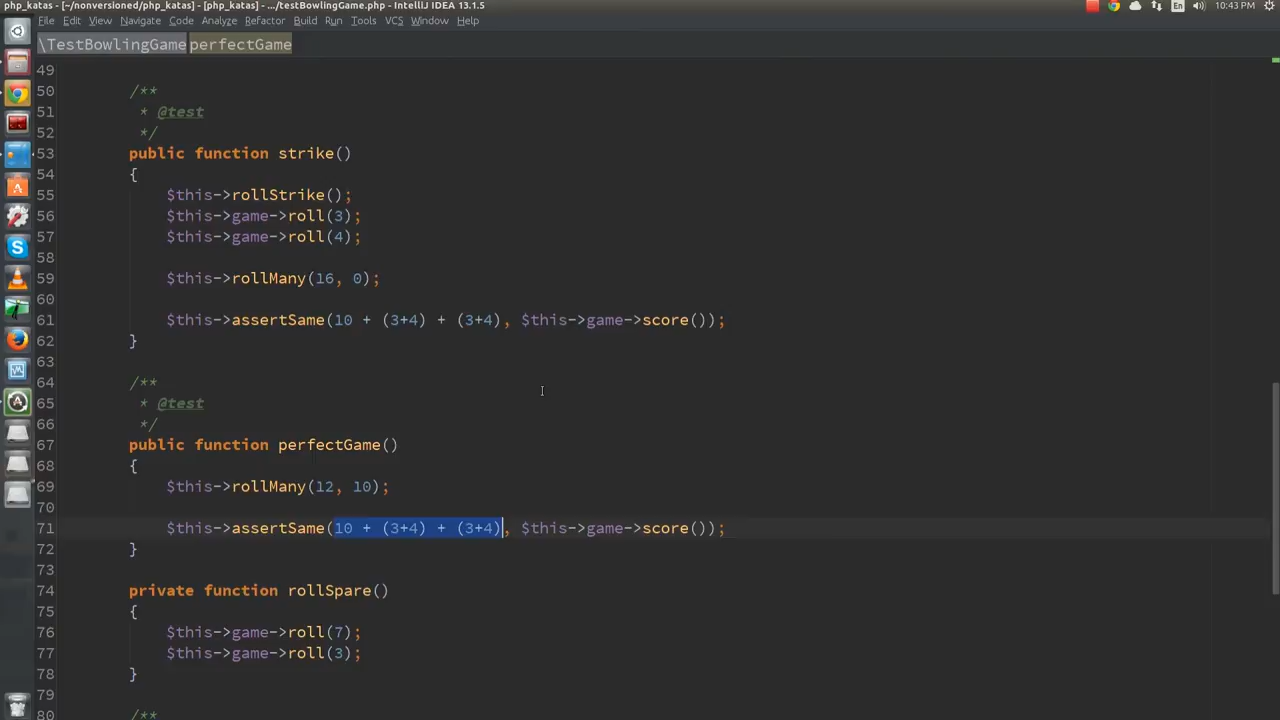 php_katas - [~/nonversioned/php_katas] - [php_katas] - .../testBowlingGame.php - IntelliJ IDEA 13.1.5
En
10:43 PM
File Edit View Navigate Code Analyze Refactor Build Run Tools VCS Window Help
\TestBowlingGame perfectGame
49
50 /**
51 * @test
52 */
53 public function strike()
54 {
55 $this->rollStrike();
56 $this->game->roll(3);
57 $this->game->roll(4);
58
59 $this->rollMany(16, 0);
60
61 $this->assertSame(10 + (3+4) + (3+4), $this->game->score());
62 }
63
64 /**
65 * @test
66 */
67 public function perfectGame()
68 {
69 $this->rollMany(12, 10);
70
71 $this->assertSame(10 + (3+4) + (3+4), $this->game->score());
72 }
73
74 private function rollSpare()
75 {
76 $this->game->roll(7);
77 $this->game->roll(3);
78 }
79
80 /**